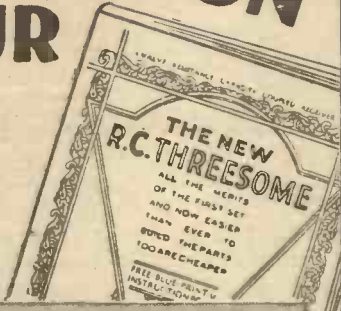 ON
UR
THE NEW
R.C. THREESOME
ALL THE MERITS
OF THE FIRST SET
AND NOW EASIER
THAN EVER TO
BUILD THE PARTS
TOO ARE CHEAPER
FREE BLUE PRINT &
INSTRUCTIONS